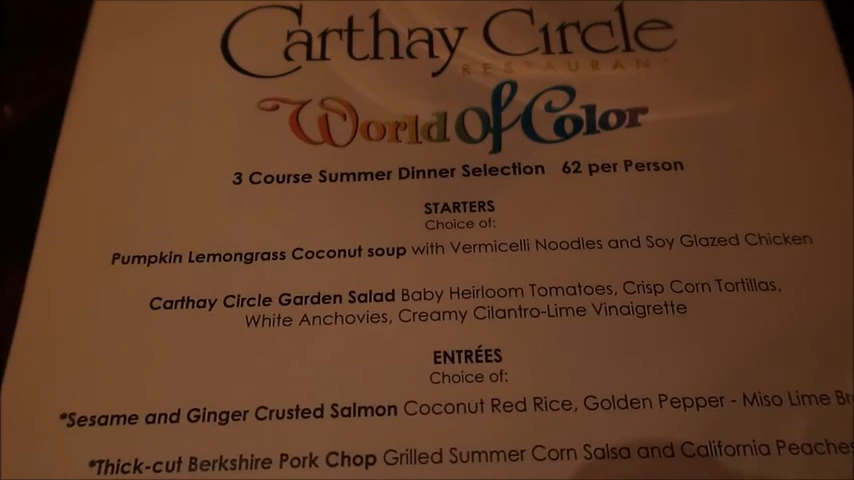 Carthay Circle
RESTAURANT
World Of Color
3 Course Summer Dinner Selection 62 per Person
STARTERS
Choice of:
Pumpkin Lemongrass Coconut soup with Vermicelli Noodles and Soy Glazed Chicken
Carthay Circle Garden Salad Baby Heirloom Tomatoes, Crisp Corn Tortillas,
White Anchovies, Creamy Cilantro-Lime Vinaigrette
ENTRÉES
Choice of:
*Sesame and Ginger Crusted Salmon Coconut Red Rice, Golden Pepper - Miso Lime Br
*Thick-cut Berkshire Pork Chop Grilled Summer Corn Salsa and California Peaches